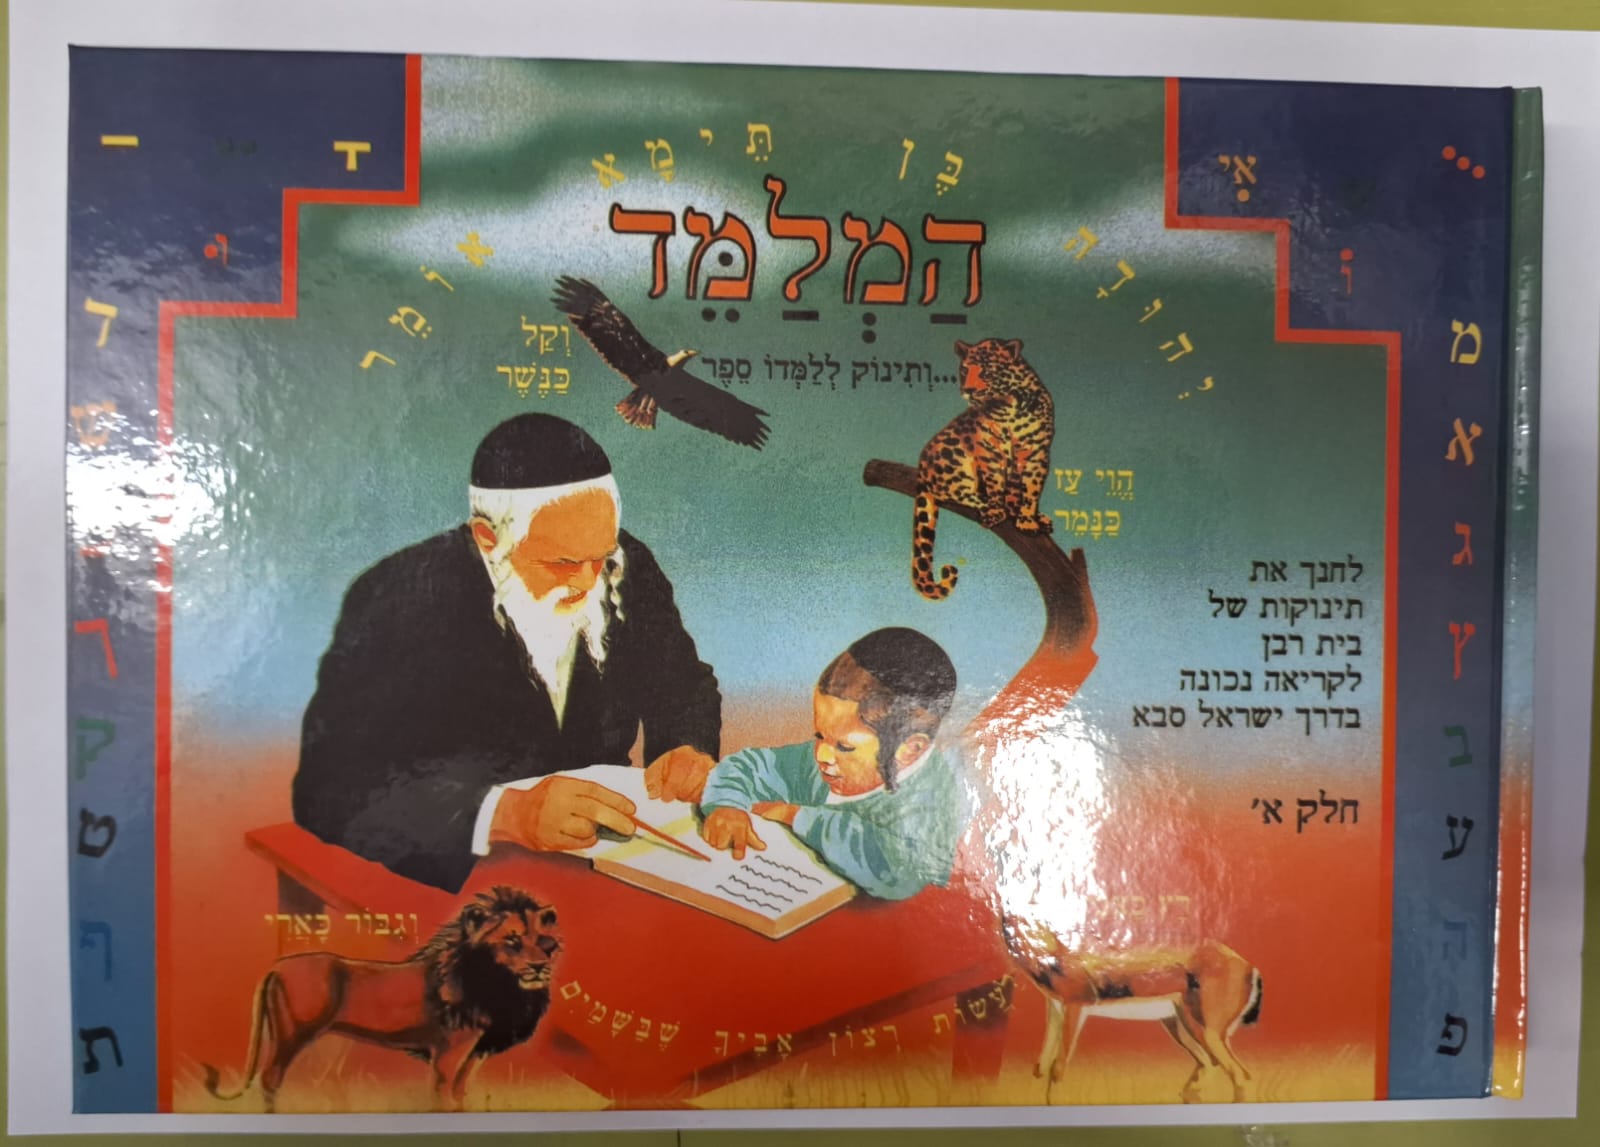 יְהוּדָה בֶּן תֵּימָא אוֹמֵר
הַמְלַמֵּד
...וְתִינוֹק לְלַמְּדוֹ סֵפֶר
הֱוֵי עַז
כַּנָּמֵר
וְקַל
כַּנֶּשֶׁר
לחנך את
תינוקות של
בית רבן
לקריאה נכונה
בדרך ישראל סבא
חלק א׳
וְגִבּוֹר כָּאֲרִי
לַעֲשׂוֹת רְצוֹן אָבִיךָ שֶׁבַּשָּׁמַיִם
אִי
וֹ
מ
א
ג
ץ
ב
ע
ה
פ
ד
וּ
ד
ש
ר
ק
ט
ת